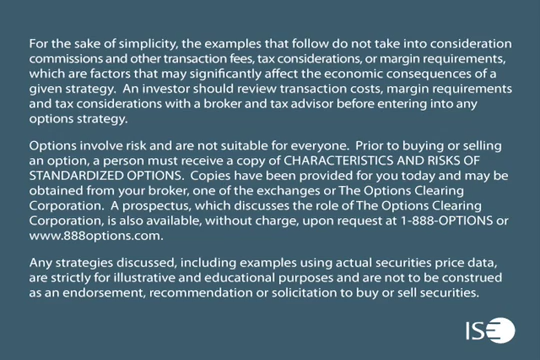 For the sake of simplicity, the examples that follow do not take into consideration
commissions and other transaction fees, tax considerations, or margin requirements,
which are factors that may significantly affect the economic consequences of a
given strategy.  An investor should review transaction costs, margin requirements
and tax considerations with a broker and tax advisor before entering into any
options strategy.
Options involve risk and are not suitable for everyone.  Prior to buying or selling
an option, a person must receive a copy of CHARACTERISTICS AND RISKS OF
STANDARDIZED OPTIONS.  Copies have been provided for you today and may be
obtained from your broker, one of the exchanges or The Options Clearing
Corporation.  A prospectus, which discusses the role of The Options Clearing
Corporation, is also available, without charge, upon request at 1-888-OPTIONS or
www.888options.com.
Any strategies discussed, including examples using actual securities price data,
are strictly for illustrative and educational purposes and are not to be construed
as an endorsement, recommendation or solicitation to buy or sell securities.
ISE